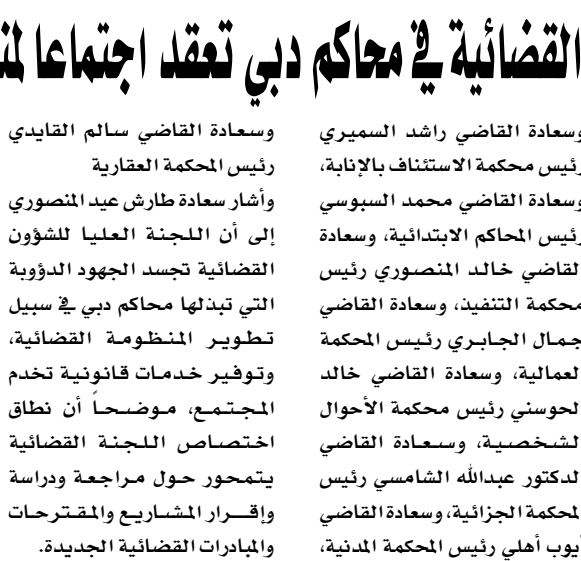 القضائية في محاكم دبي تعقد اجتماعا
وسعادة القاضي راشد السميري
رئيس محكمة الاستئناف بالإنابة،
وسعادة القاضي محمد السبوسي
رئيس المحاكم الابتدائية، وسعادة
القاضي خالد المنصوري رئيس
محكمة التنفيذ، وسعادة القاضي
جمال الجابري رئيس المحكمة
العمالية، وسعادة القاضي خالد
الحوسني رئيس محكمة الأحوال
الشخصية، وسعادة القاضي
الدكتور عبدالله الشامسي رئيس
المحكمة الجزائية، وسعادة القاضي
أيوب أهلي رئيس المحكمة المدنية،
وسعادة القاضي سالم القايدي
رئيس المحكمة العقارية
وأشار سعادة طارش عيد المنصوري
إلى أن اللجنة العليا للشؤون
القضائية تجسد الجهود الدؤوبة
التي تبذلها محاكم دبي في سبيل
تطوير المنظومة القضائية،
وتوفير خدمات قانونية تخدم
المجتمع، موضحاً أن نطاق
اختصاص اللجنة القضائية
يتمحور حول مراجعة ودراسة
وإقرار المشاريع والمقترحات
والمبادرات القضائية الجديدة.